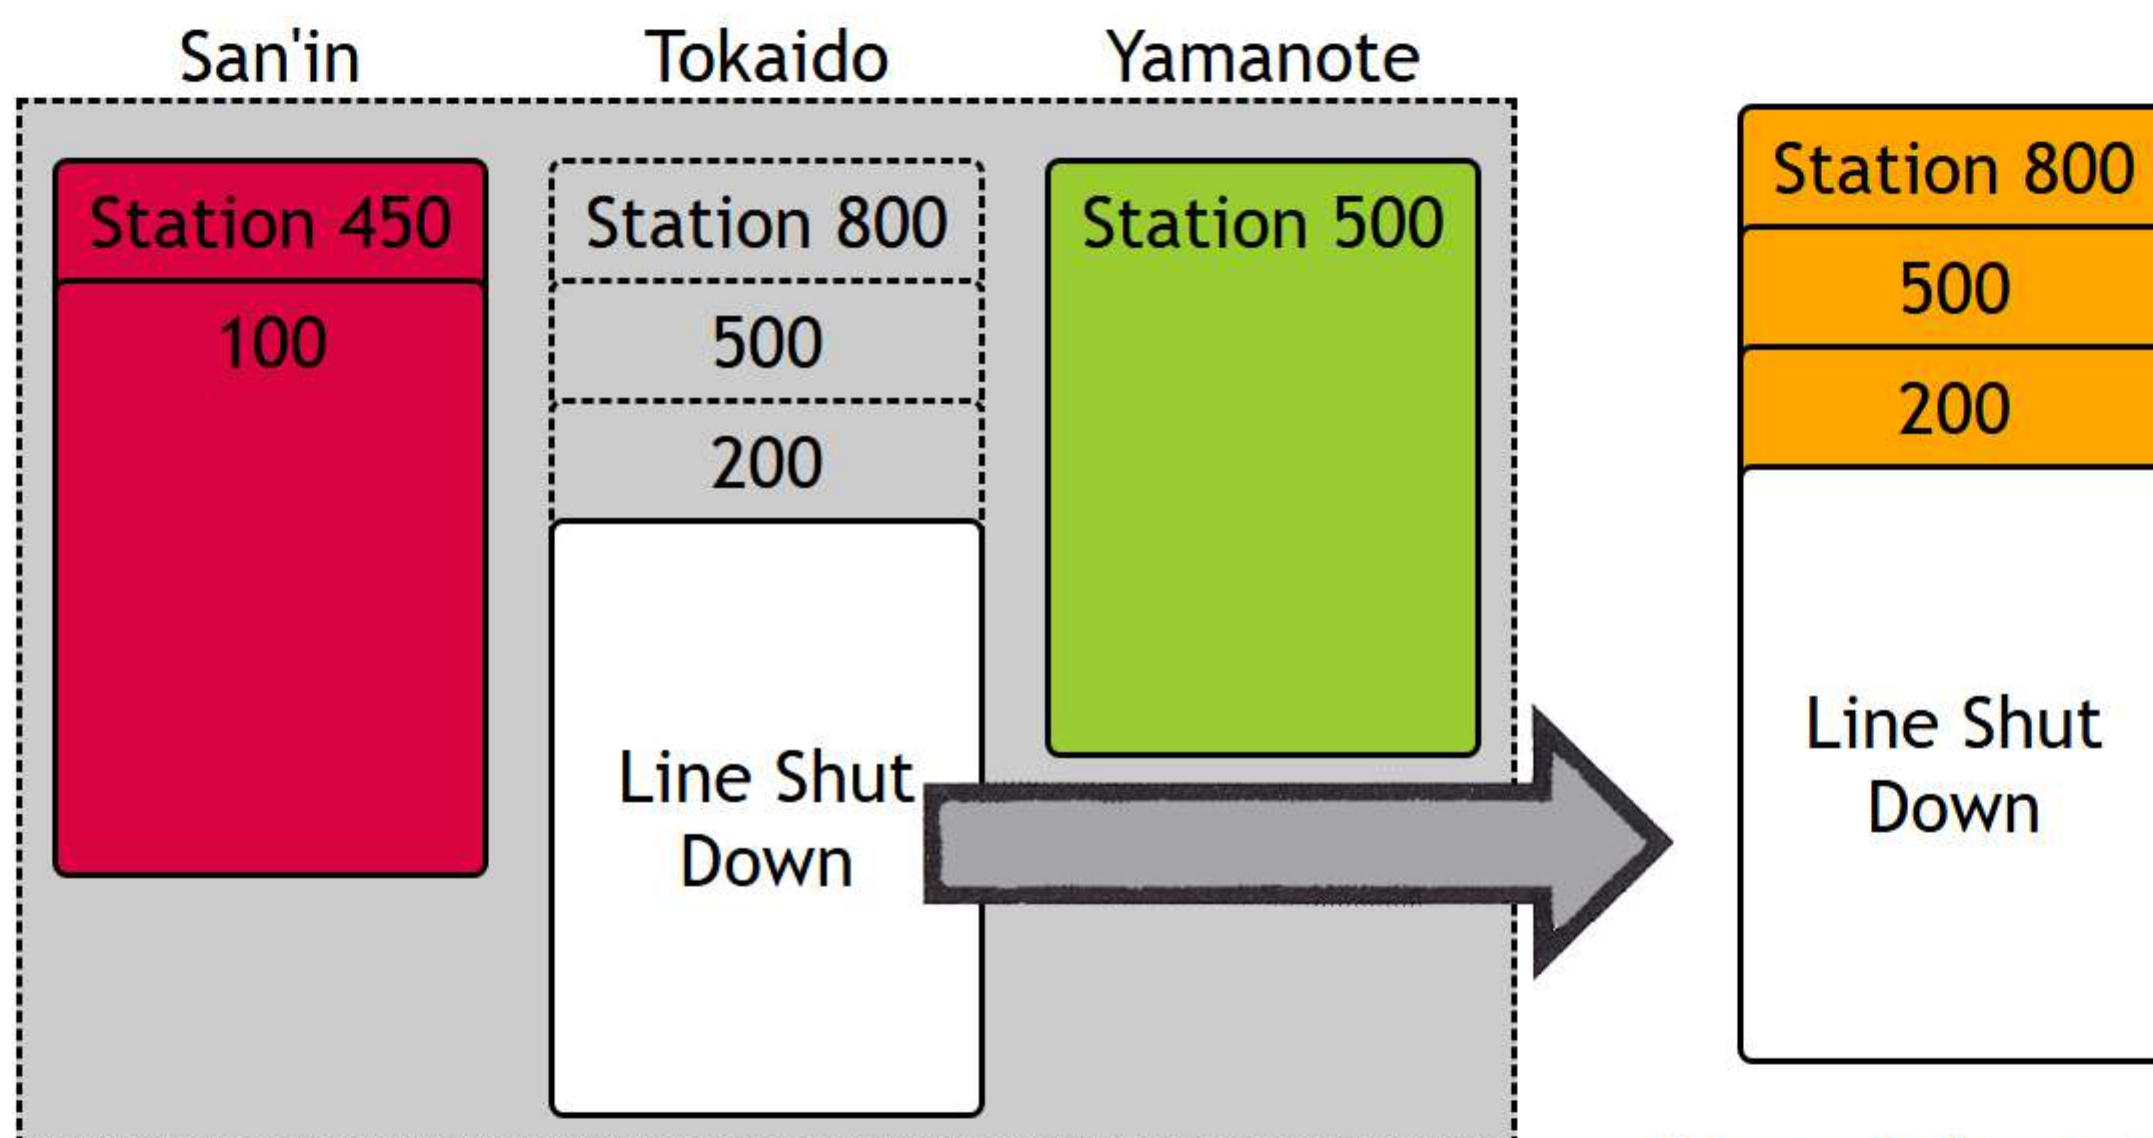 San'in
Tokaido
Yamanote
Station 450
100
Station 800
500
200
Line Shut
Down
Station 500
Station 800
500
200
Line Shut
Down